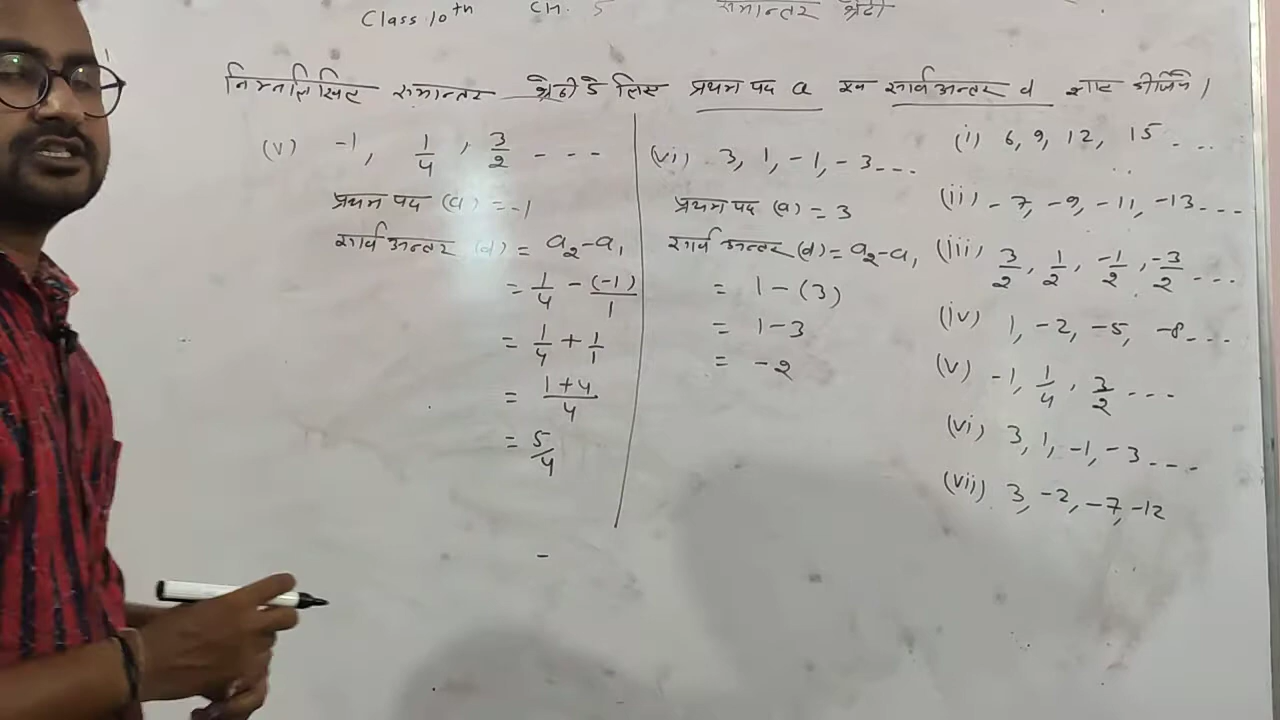 Class 10th CH. 5 समान्तर श्रेढी
निम्नलिखित समान्तर श्रेढी के लिए प्रथम पद a एवं सार्व अन्तर d ज्ञात कीजिये।
(v) -1, 1/4, 3/2 - - -
प्रथम पद (a) = -1
सार्व अन्तर (d) = a₂-a₁
= 1/4 - (-1)/1
= 1/4 + 1/1
= 1+4/4
= 5/4
-
(vi) 3, 1, -1, -3...
प्रथम पद (a) = 3
सार्व अन्तर (d) = a₂-a₁
= 1-(3)
= 1-3
= -2
(i) 6, 9, 12, 15 - - -
(ii) -7, -9, -11, -13 - - -
(iii) 3/2, 1/2, -1/2, -3/2 - - -
(iv) 1, -2, -5, -8 - - -
(v) -1, 1/4, 3/2 - - -
(vi) 3, 1, -1, -3 - - -
(vii) 3, -2, -7, -12